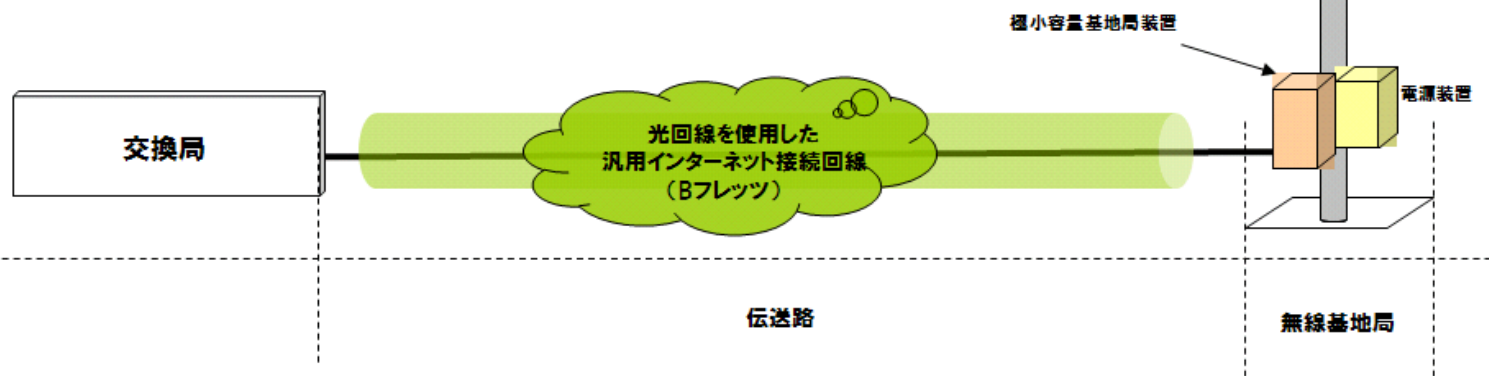 極小容量基地局装置
電源装置
交換局
光回線を使用した
汎用インターネット接続回線
（Bフレッツ）
伝送路
無線基地局